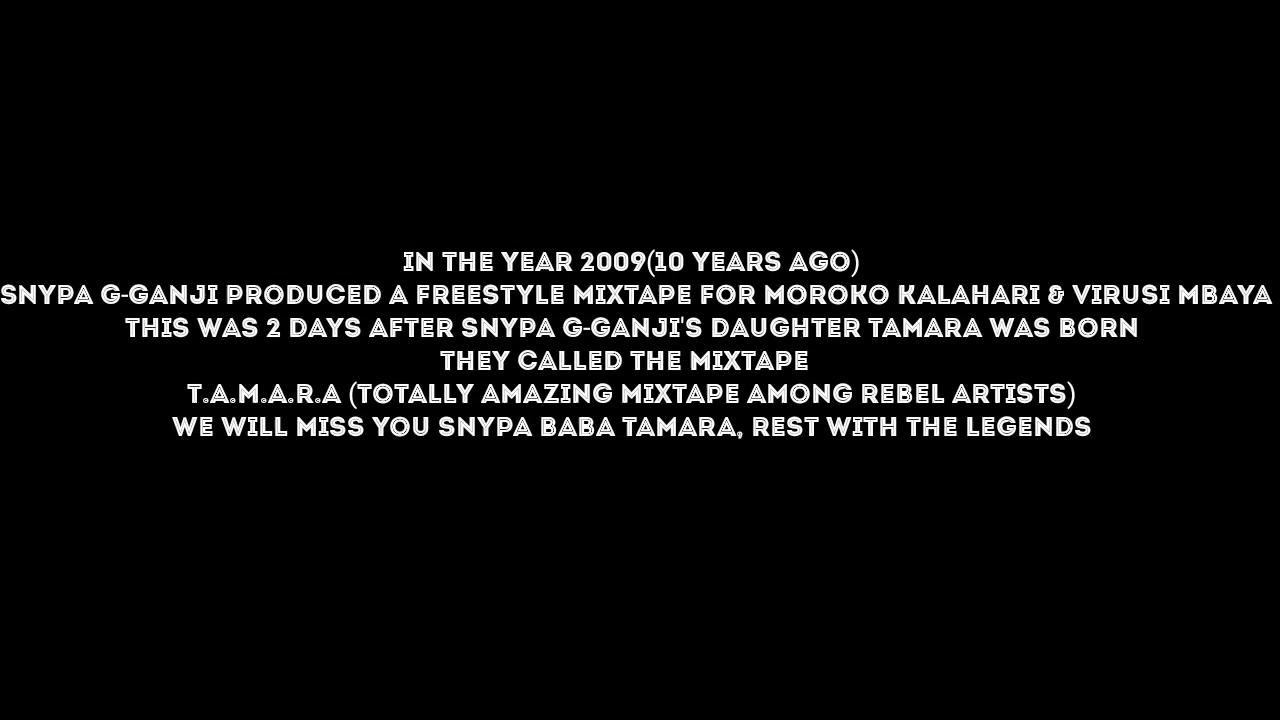 IN THE YEAR 2009(10 YEARS AGO)
SNYPA G-GANJI PRODUCED A FREESTYLE MIXTAPE FOR MOROKO KALAHARI & VIRUSI MBAYA
THIS WAS 2 DAYS AFTER SNYPA G-GANJI'S DAUGHTER TAMARA WAS BORN
THEY CALLED THE MIXTAPE
T.A.M.A.R.A (TOTALLY AMAZING MIXTAPE AMONG REBEL ARTISTS)
WE WILL MISS YOU SNYPA BABA TAMARA, REST WITH THE LEGENDS